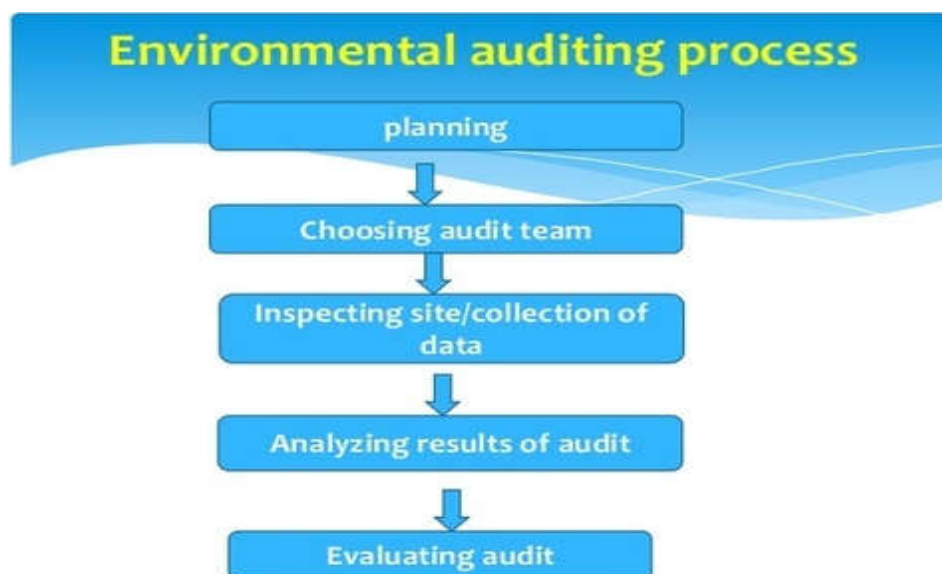 Environmental auditing process
planning
Choosing audit team
Inspecting site/collection of
data
Analyzing results of audit
Evaluating audit